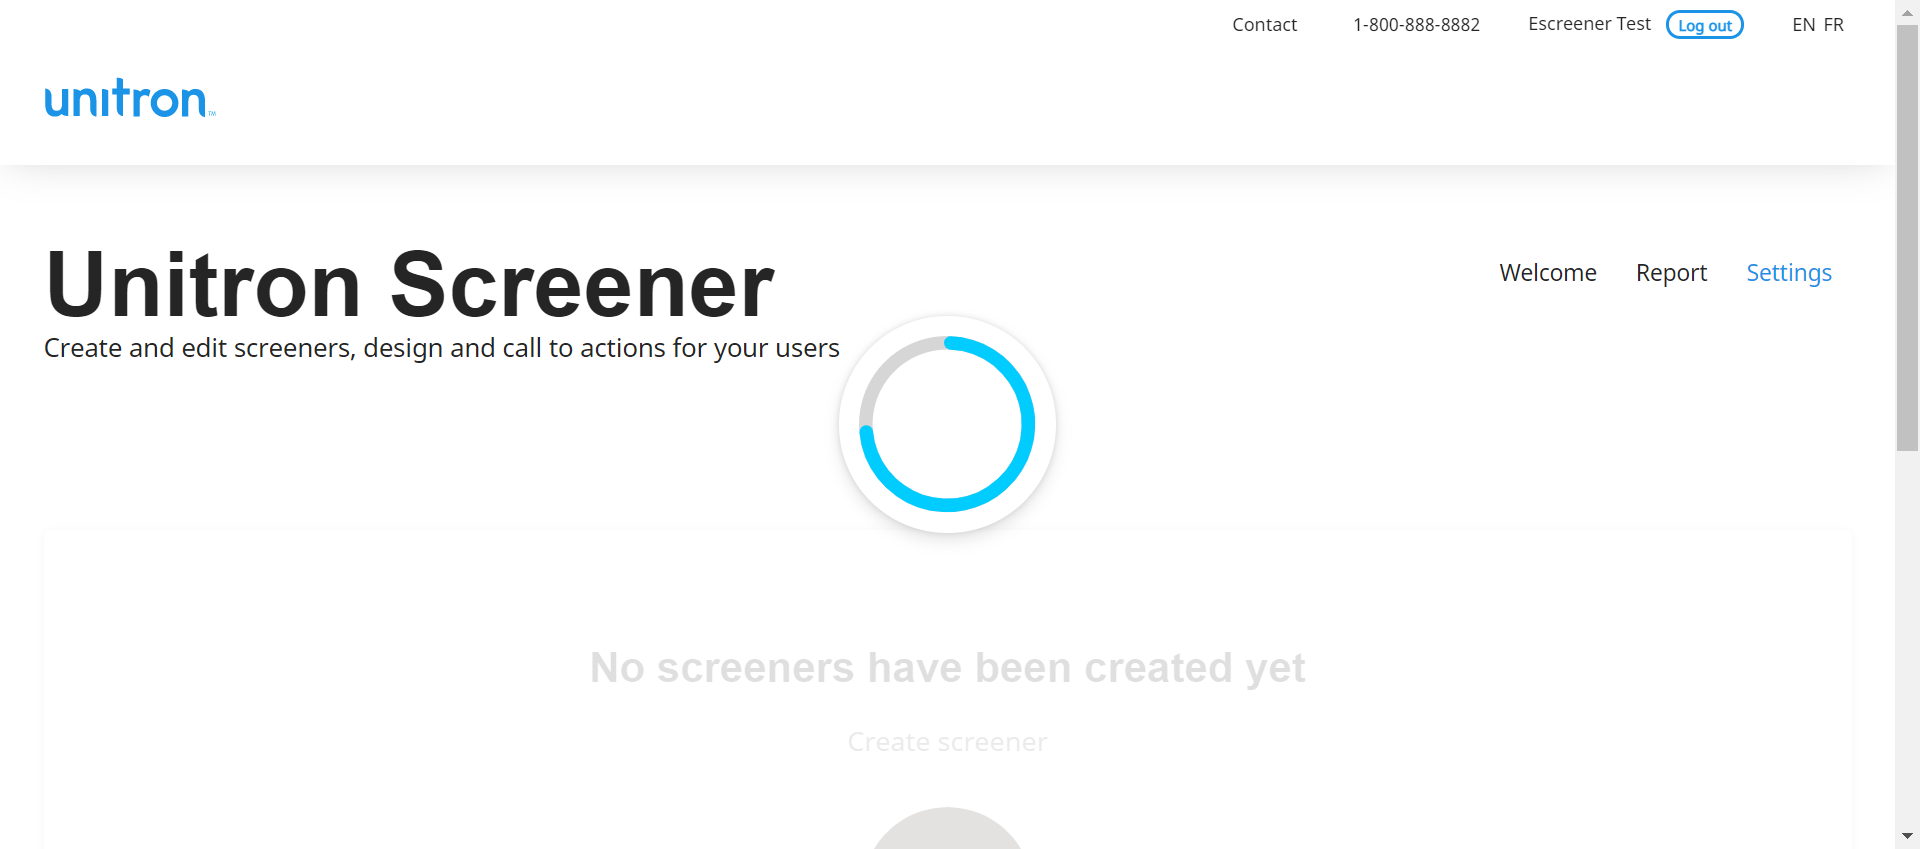 Contact 1-800-888-8882 Escreener Test Log out EN FR
unitron™
Unitron Screener
Welcome Report Settings
Create and edit screeners, design and call to actions for your users
No screeners have been created yet
Create screener